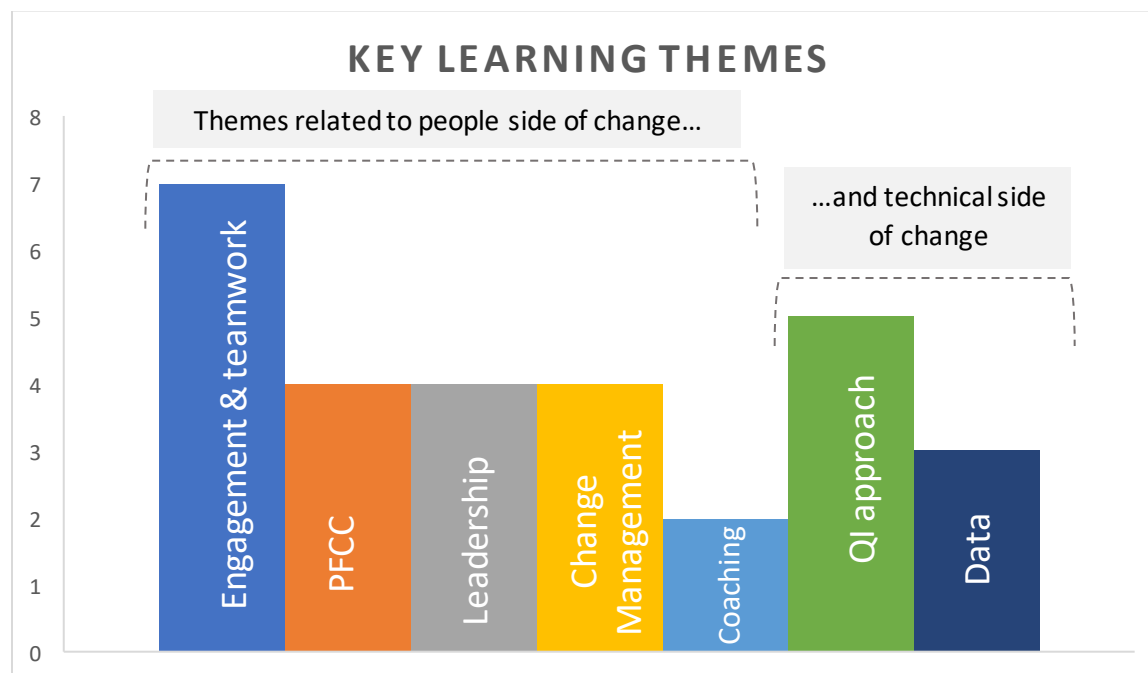 KEY LEARNING THEMES
Themes related to people side of change…
…and technical side
of change
8
7
6
5
4
3
2
1
0
Engagement & teamwork
PFCC
Leadership
Change
Management
Coaching
QI approach
Data